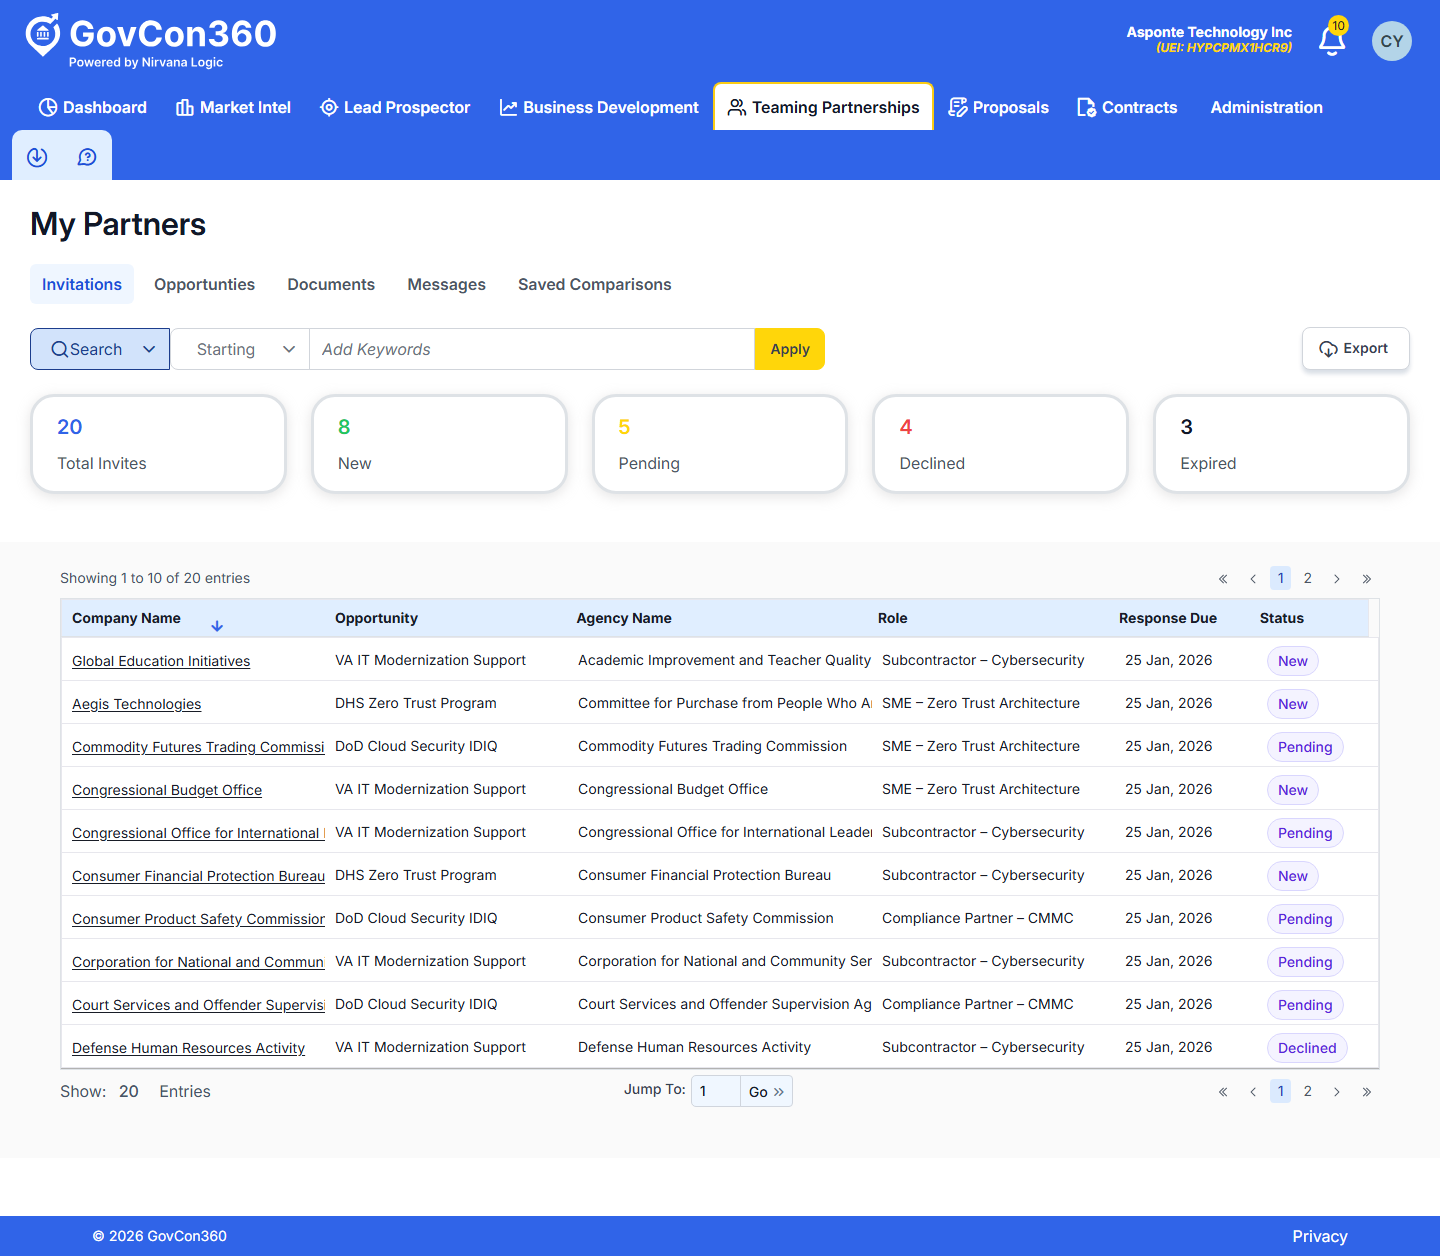 GovCon360
Powered by Nirvana Logic
Asponte Technology Inc
(UEI: HYPCPMX1HCR9)
10
CY
Dashboard
Market Intel
Lead Prospector
Business Development
Teaming Partnerships
Proposals
Contracts
Administration
My Partners
Invitations
Opportunties
Documents
Messages
Saved Comparisons
Search
Starting
Add Keywords
Apply
Export
20
Total Invites
8
New
5
Pending
4
Declined
3
Expired
Showing 1 to 10 of 20 entries
« ‹ 1 2 › »
Company Name Opportunity Agency Name Role Response Due Status
Global Education Initiatives VA IT Modernization Support Academic Improvement and Teacher Quality Subcontractor – Cybersecurity 25 Jan, 2026 New
Aegis Technologies DHS Zero Trust Program Committee for Purchase from People Who SME – Zero Trust Architecture 25 Jan, 2026 New
Commodity Futures Trading Commissi DoD Cloud Security IDIQ Commodity Futures Trading Commission SME – Zero Trust Architecture 25 Jan, 2026 Pending
Congressional Budget Office VA IT Modernization Support Congressional Budget Office SME – Zero Trust Architecture 25 Jan, 2026 New
Congressional Office for International VA IT Modernization Support Congressional Office for International Leader Subcontractor – Cybersecurity 25 Jan, 2026 Pending
Consumer Financial Protection Bureau DHS Zero Trust Program Consumer Financial Protection Bureau Subcontractor – Cybersecurity 25 Jan, 2026 New
Consumer Product Safety Commission DoD Cloud Security IDIQ Consumer Product Safety Commission Compliance Partner – CMMC 25 Jan, 2026 Pending
Corporation for National and Communi VA IT Modernization Support Corporation for National and Community Ser Subcontractor – Cybersecurity 25 Jan, 2026 Pending
Court Services and Offender Supervisi DoD Cloud Security IDIQ Court Services and Offender Supervision Ag Compliance Partner – CMMC 25 Jan, 2026 Pending
Defense Human Resources Activity VA IT Modernization Support Defense Human Resources Activity Subcontractor – Cybersecurity 25 Jan, 2026 Declined
Show: 20 Entries
Jump To: 1 Go »
« ‹ 1 2 › »
© 2026 GovCon360
Privacy